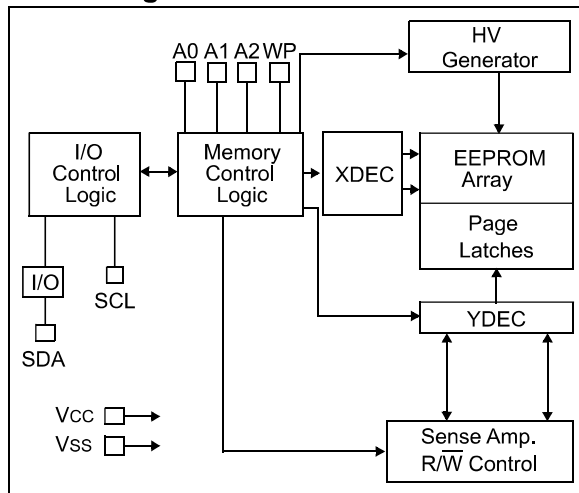 A0 A1 A2 WP
HV
Generator
I/O
Control
Logic
Memory
Control
Logic
XDEC
EEPROM
Array
Page
Latches
I/O
SCL
SDA
YDEC
VCC
VSS
Sense Amp.
R/W̅ Control